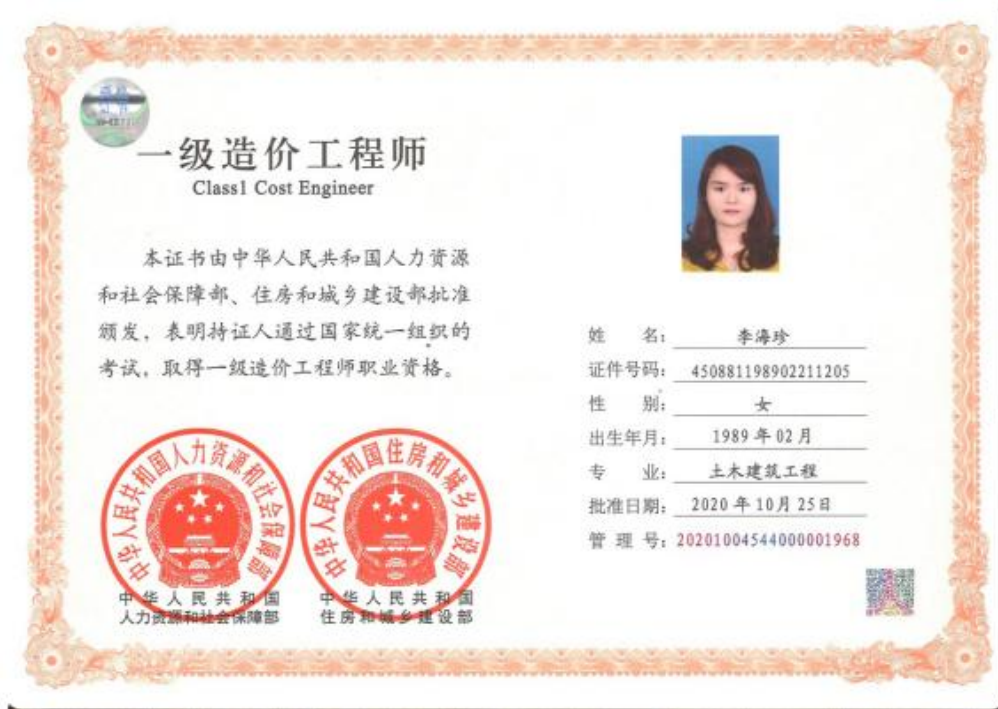 一级造价工程师
Class1 Cost Engineer
本证书由中华人民共和国人力资源
和社会保障部、住房和城乡建设部批准
颁发，表明持证人通过国家统一组织的
考试，取得一级造价工程师职业资格。
中华人民共和国人力资源和社会保障部
中华人民共和国
人力资源和社会保障部
中华人民共和国住房和城乡建设部
中华人民共和国
住房和城乡建设部
姓 名：李海珍
证件号码：450881198902211205
性 别：女
出生年月：1989年02月
专 业：土木建筑工程
批准日期：2020年10月25日
管 理 号：20201004544000001968